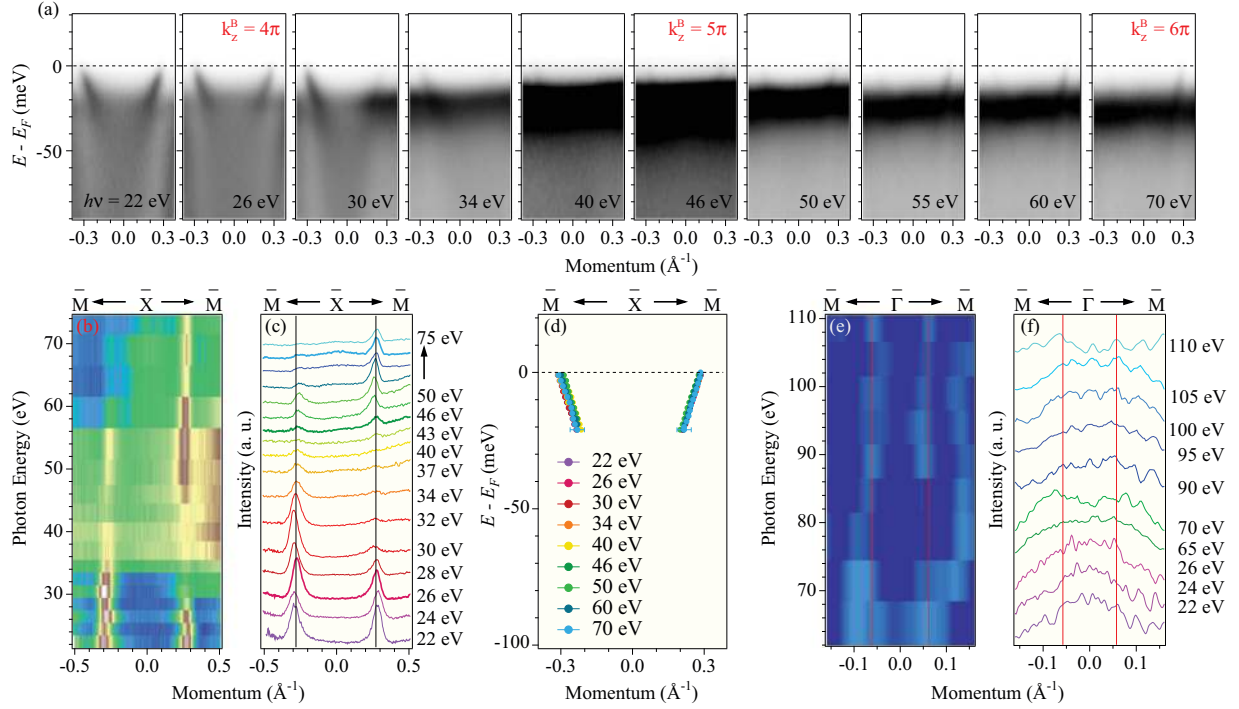 (a)
k_z^B = 4π
k_z^B = 5π
k_z^B = 6π
E - E_F (meV)
0
-50
hν = 22 eV
26 eV
30 eV
34 eV
40 eV
46 eV
50 eV
55 eV
60 eV
70 eV
-0.3 0.0 0.3
-0.3 0.0 0.3
-0.3 0.0 0.3
-0.3 0.0 0.3
-0.3 0.0 0.3
-0.3 0.0 0.3
-0.3 0.0 0.3
-0.3 0.0 0.3
-0.3 0.0 0.3
-0.3 0.0 0.3
Momentum (Å⁻¹)
M̄ ← X̄ → M̄
(b)
Photon Energy (eV)
70
60
50
40
30
-0.5 0.0 0.5
Momentum (Å⁻¹)
M̄ ← X̄ → M̄
(c)
Intensity (a. u.)
75 eV
50 eV
46 eV
43 eV
40 eV
37 eV
34 eV
32 eV
30 eV
28 eV
26 eV
24 eV
22 eV
-0.5 0.0 0.5
Momentum (Å⁻¹)
M̄ ← X̄ → M̄
(d)
E - E_F (meV)
0
-50
-100
22 eV
26 eV
30 eV
34 eV
40 eV
46 eV
50 eV
60 eV
70 eV
-0.3 0.0 0.3
Momentum (Å⁻¹)
M̄ ← Γ̄ → M̄
(e)
Photon Energy (eV)
110
100
90
80
70
-0.1 0.0 0.1
Momentum (Å⁻¹)
M̄ ← Γ̄ → M̄
(f)
Intensity (a. u.)
110 eV
105 eV
100 eV
95 eV
90 eV
70 eV
65 eV
26 eV
24 eV
22 eV
-0.1 0.0 0.1
Momentum (Å⁻¹)